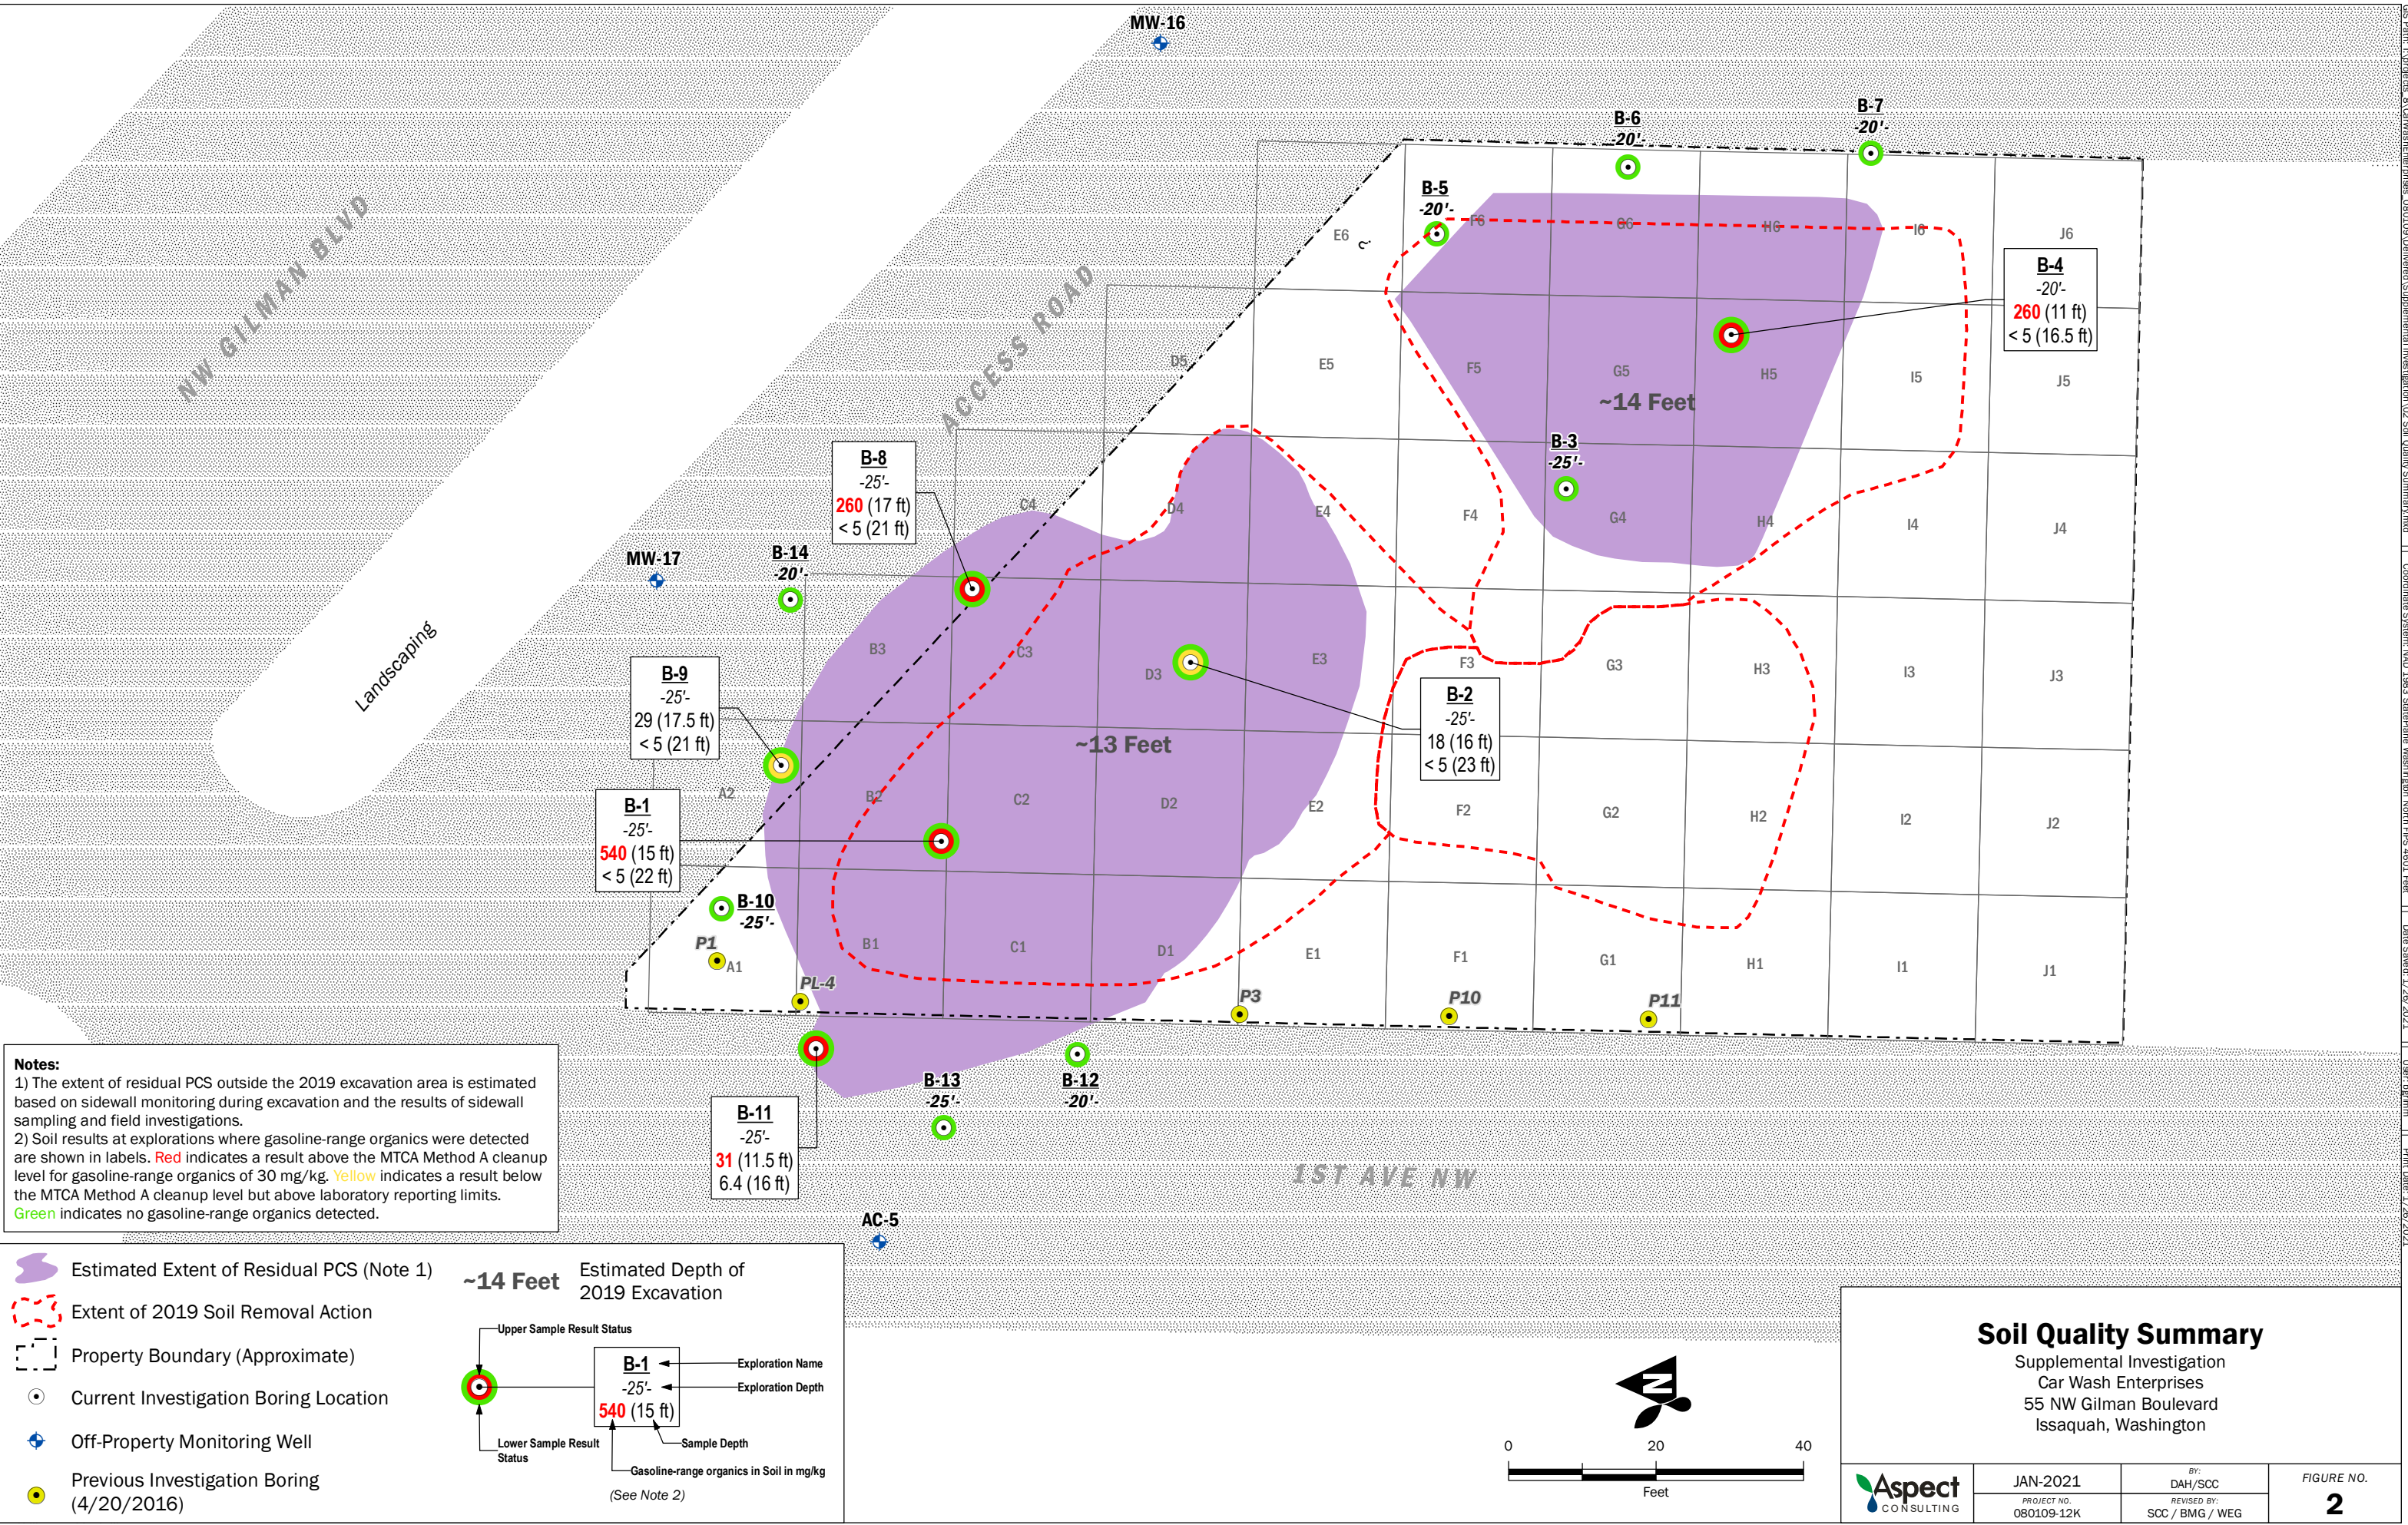 MW-16
B-7
-20'-
B-6
-20'-
B-5
-20'-
NW GILMAN BLVD
ACCESS ROAD
Landscaping
E6
F6
G6
H6
I6
J6
B-4
-20'-
260 (11 ft)
< 5 (16.5 ft)
D5
E5
F5
G5
H5
I5
J5
~14 Feet
B-3
-25'-
B-8
-25'-
260 (17 ft)
< 5 (21 ft)
C4
D4
E4
F4
G4
H4
I4
J4
MW-17
B-14
-20'-
B3
C3
D3
E3
F3
G3
H3
I3
J3
B-9
-25'-
29 (17.5 ft)
< 5 (21 ft)
B-2
-25'-
18 (16 ft)
< 5 (23 ft)
~13 Feet
A2
B2
C2
D2
E2
F2
G2
H2
I2
J2
B-1
-25'-
540 (15 ft)
< 5 (22 ft)
B-10
-25'-
P1
A1
B1
C1
D1
E1
F1
G1
H1
I1
J1
PL-4
P3
P10
P11
B-13
-25'-
B-12
-20'-
B-11
-25'-
31 (11.5 ft)
6.4 (16 ft)
1ST AVE NW
AC-5
Notes:
1) The extent of residual PCS outside the 2019 excavation area is estimated
based on sidewall monitoring during excavation and the results of sidewall
sampling and field investigations.
2) Soil results at explorations where gasoline-range organics were detected
are shown in labels. Red indicates a result above the MTCA Method A cleanup
level for gasoline-range organics of 30 mg/kg. Yellow indicates a result below
the MTCA Method A cleanup level but above laboratory reporting limits.
Green indicates no gasoline-range organics detected.
Estimated Extent of Residual PCS (Note 1)
Extent of 2019 Soil Removal Action
Property Boundary (Approximate)
Current Investigation Boring Location
Off-Property Monitoring Well
Previous Investigation Boring
(4/20/2016)
~14 Feet
Estimated Depth of
2019 Excavation
Upper Sample Result Status
B-1
-25'-
540 (15 ft)
Exploration Name
Exploration Depth
Lower Sample Result
Status
Sample Depth
Gasoline-range organics in Soil in mg/kg
(See Note 2)
N
0 20 40
Feet
Soil Quality Summary
Supplemental Investigation
Car Wash Enterprises
55 NW Gilman Boulevard
Issaquah, Washington
Aspect
CONSULTING
JAN-2021
PROJECT NO.
080109-12K
BY:
DAH/SCC
REVISED BY:
SCC / BMG / WEG
FIGURE NO.
2